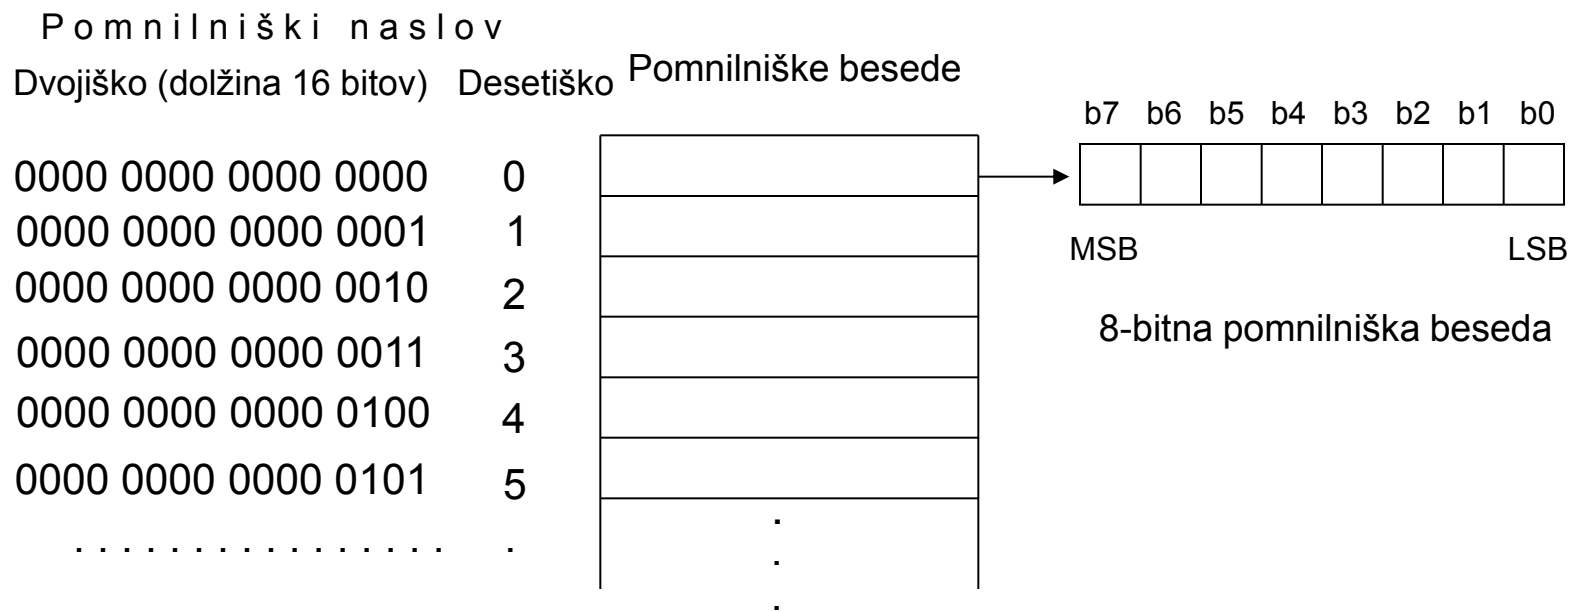 Pomnilniški naslov
Dvojiško (dolžina 16 bitov) Desetiško Pomnilniške besede
b7 b6 b5 b4 b3 b2 b1 b0
0000 0000 0000 0000 0
0000 0000 0000 0001 1
MSB LSB
0000 0000 0000 0010 2
8-bitna pomnilniška beseda
0000 0000 0000 0011 3
0000 0000 0000 0100 4
0000 0000 0000 0101 5
. . . . . . . . . . . . . . . . .
.
.
.